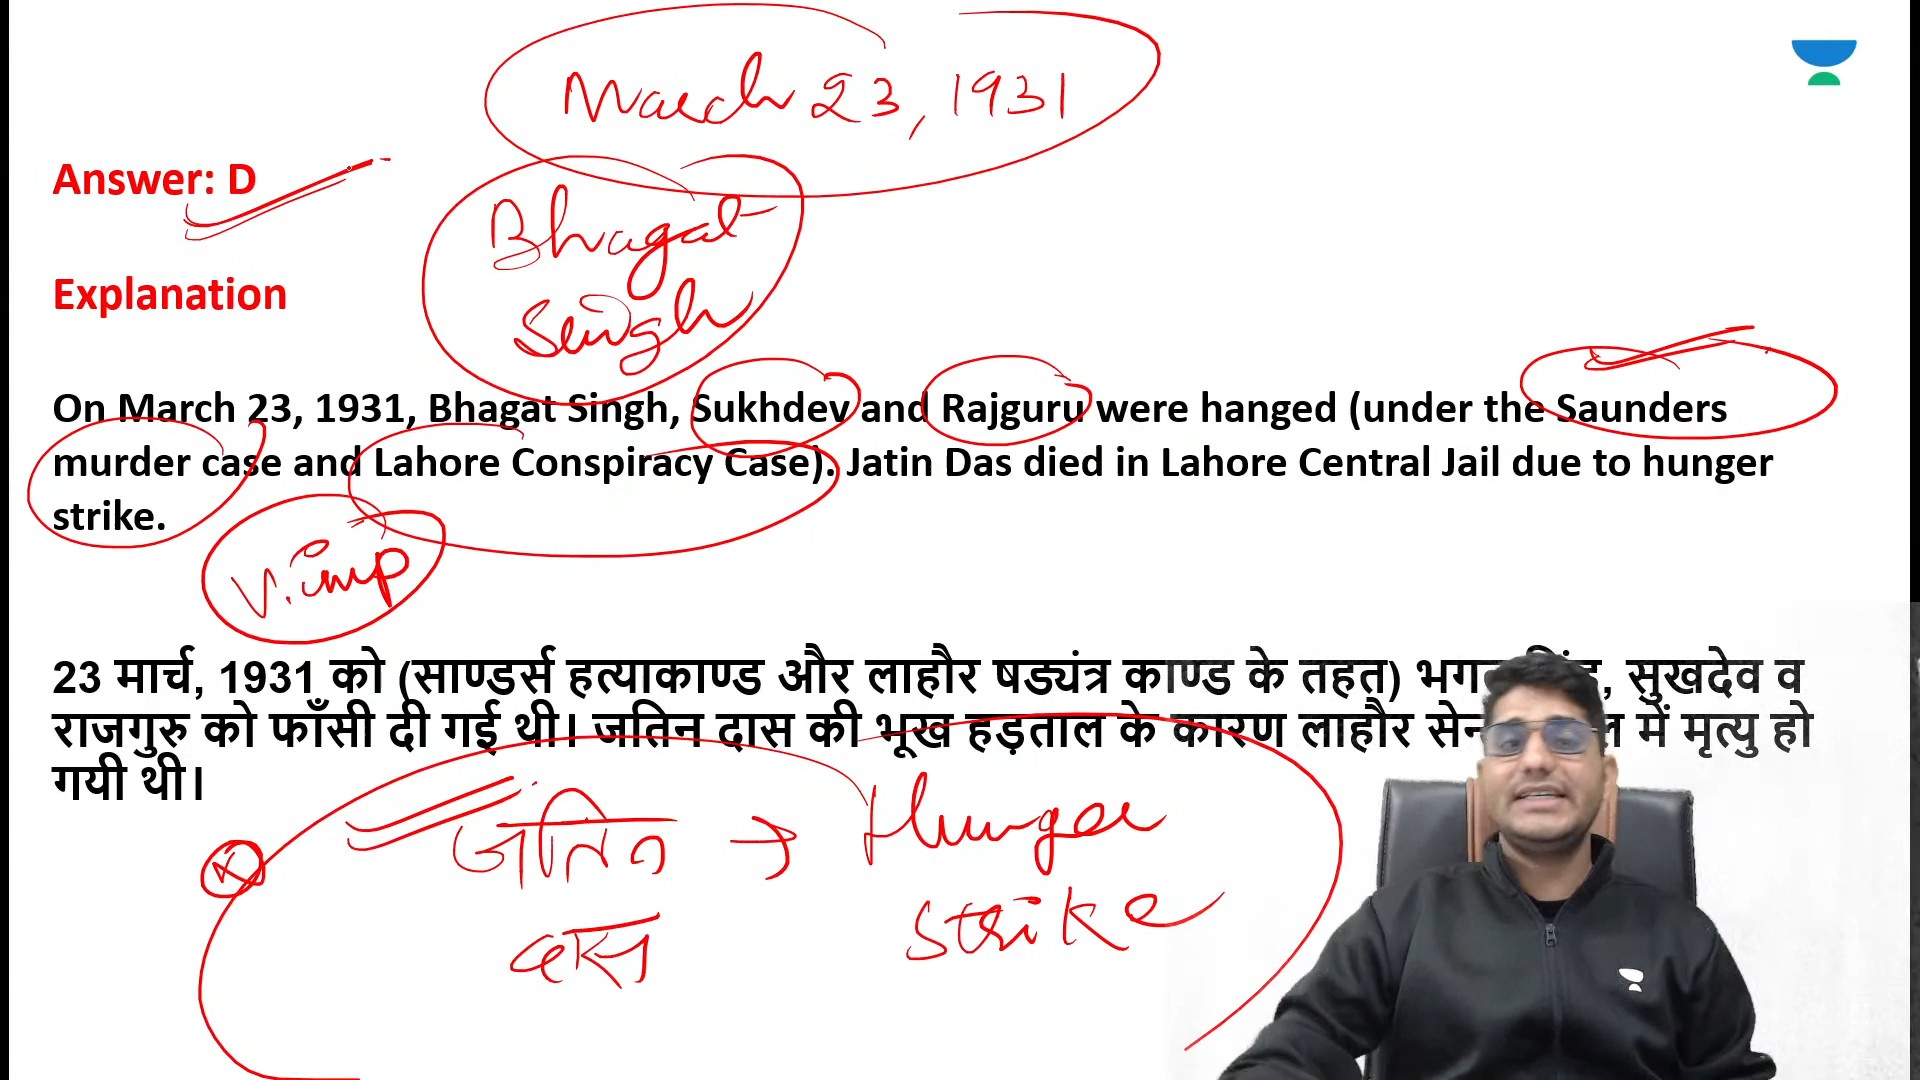 March 23, 1931
Answer: D
Bhagat
Singh
Explanation
On March 23, 1931, Bhagat Singh, Sukhdev and Rajguru were hanged (under the Saunders
murder case and Lahore Conspiracy Case). Jatin Das died in Lahore Central Jail due to hunger
strike.
V.imp
23 मार्च, 1931 को (साण्डर्स हत्याकाण्ड और लाहौर षड्यंत्र काण्ड के तहत) , सुखदेव व
राजगुरु को फाँसी दी गई थी। जतिन दास की भूख हड़ताल के कारण लाहौर में मृत्यु हो
गयी थी।
जतिन → Hunger
दास Strike